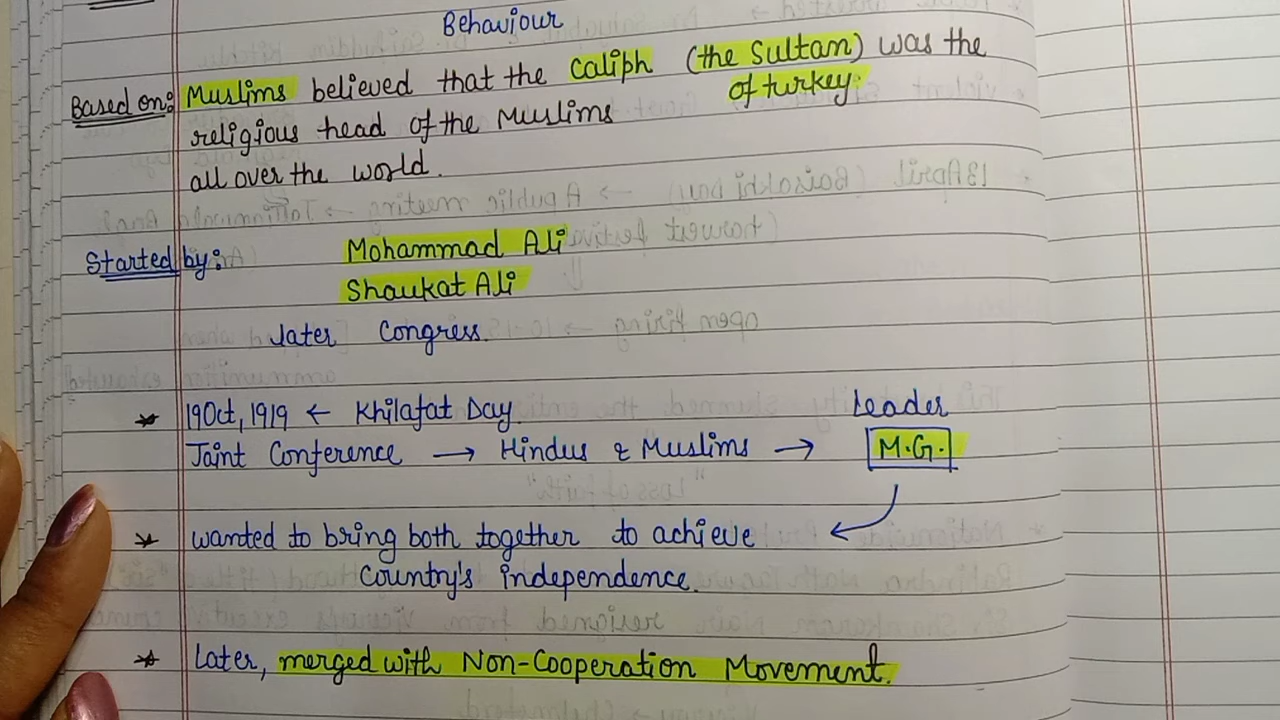 Behaviour
Based on: Muslims believed that the Caliph (the Sultan) was the
of turkey.
religious head of the Muslims
all over the world.
Started by: Mohammad Ali
Shaukat Ali
later Congress.
* 19Oct, 1919 ← Khilafat Day. Leader
Joint Conference → Hindus & Muslims → M.G.
* wanted to bring both together to achieve
Country's independence.
* Later, merged with Non-Cooperation Movement.